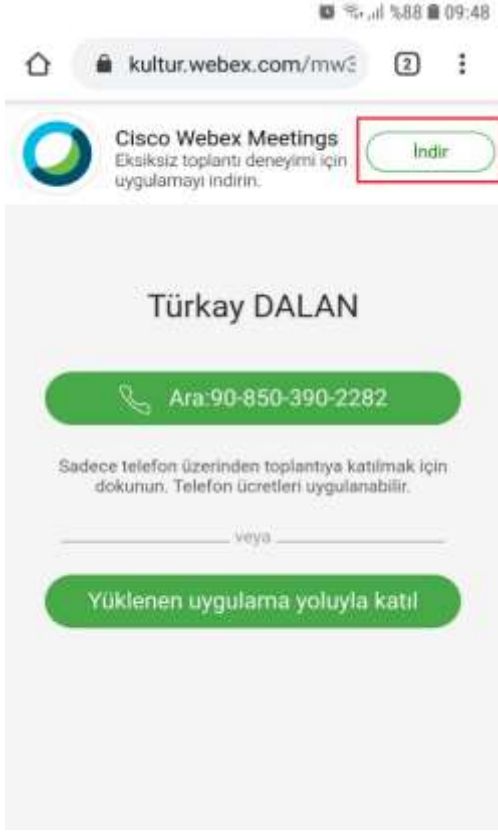 %88 09:48
kultur.webex.com/mw3 2
Cisco Webex Meetings
Eksiksiz toplantı deneyimi için
uygulamayı indirin.
İndir
Türkay DALAN
Ara:90-850-390-2282
Sadece telefon üzerinden toplantıya katılmak için
dokunun. Telefon ücretleri uygulanabilir.
veya
Yüklenen uygulama yoluyla katıl